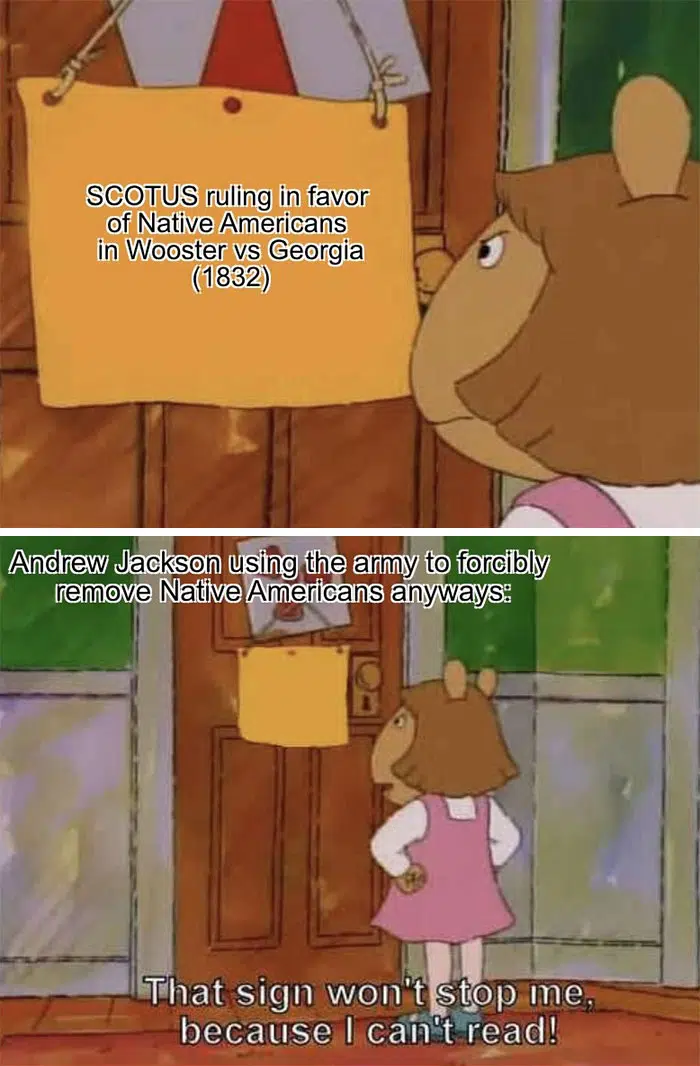 SCOTUS ruling in favor
of Native Americans
in Wooster vs Georgia
(1832)
Andrew Jackson using the army to forcibly
remove Native Americans anyways:
That sign won't stop me,
because I can't read!